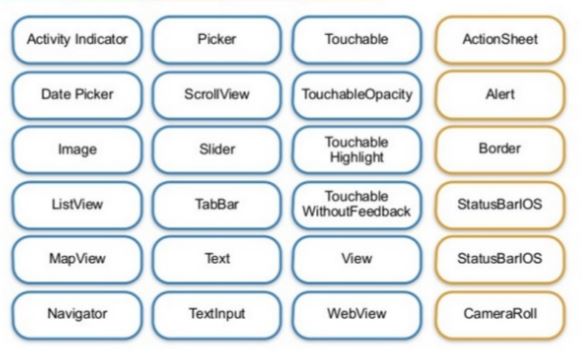 Activity Indicator
Picker
Touchable
ActionSheet
Date Picker
ScrollView
TouchableOpacity
Alert
Image
Slider
Touchable
Highlight
Border
ListView
TabBar
Touchable
WithoutFeedback
StatusBarIOS
MapView
Text
View
StatusBarIOS
Navigator
TextInput
WebView
CameraRoll